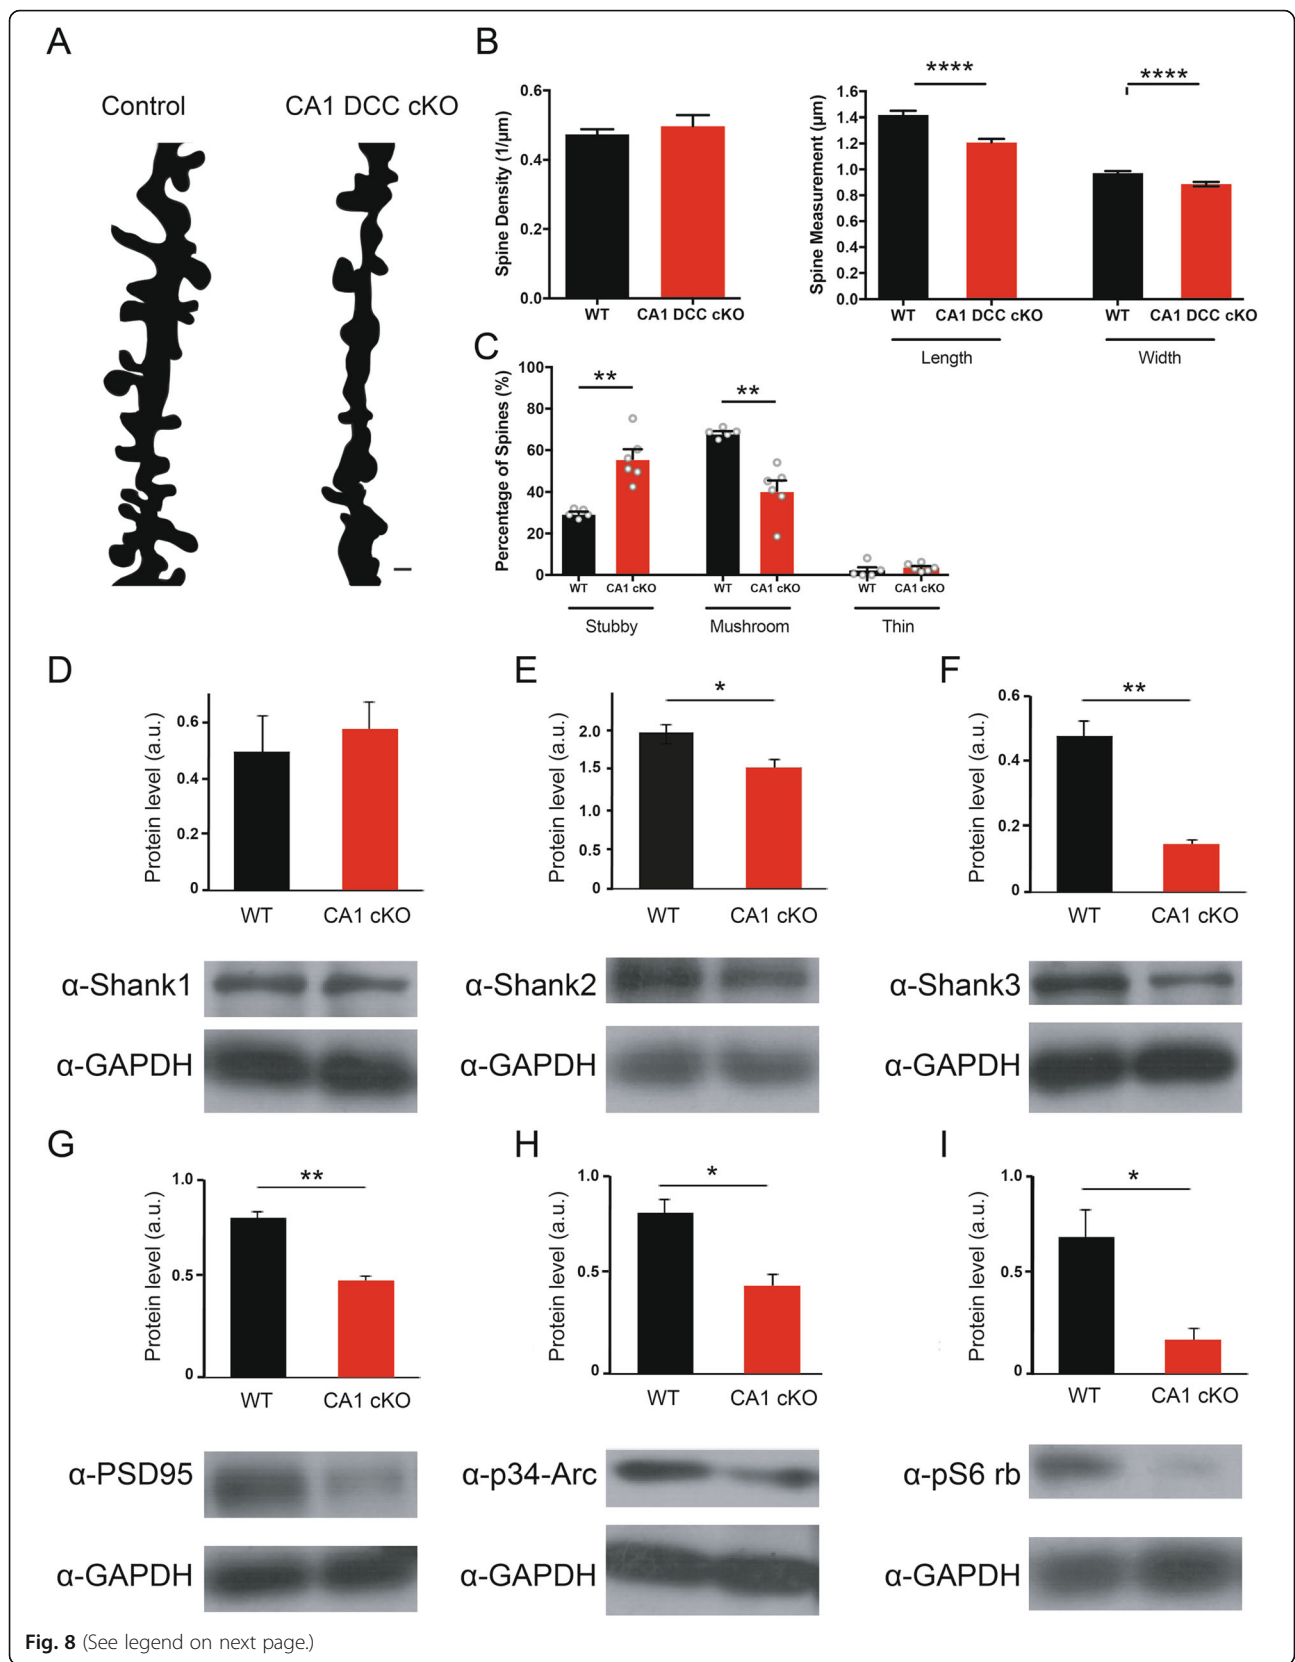 A
Control
CA1 DCC cKO
B
Spine Density (1/µm)
0.6
0.4
0.2
0.0
WT
CA1 DCC cKO
Spine Measurement (µm)
1.6
1.4
1.2
1.0
0.8
0.6
0.4
0.2
0.0
****
****
WT
CA1 DCC cKO
WT
CA1 DCC cKO
Length
Width
C
Percentage of Spines (%)
100
80
60
40
20
0
**
**
WT
CA1 cKO
WT
CA1 cKO
WT
CA1 cKO
Stubby
Mushroom
Thin
D
Protein level (a.u.)
0.6
0.4
0.2
0
WT
CA1 cKO
α-Shank1
α-GAPDH
E
Protein level (a.u.)
2.0
1.5
1.0
0.5
0
*
WT
CA1 cKO
α-Shank2
α-GAPDH
F
Protein level (a.u.)
0.6
0.4
0.2
0
**
WT
CA1 cKO
α-Shank3
α-GAPDH
G
Protein level (a.u.)
1.0
0.5
0
**
WT
CA1 cKO
α-PSD95
α-GAPDH
H
Protein level (a.u.)
1.0
0.5
0
*
WT
CA1 cKO
α-p34-Arc
α-GAPDH
I
Protein level (a.u.)
1.0
0.5
0
*
WT
CA1 cKO
α-pS6 rb
α-GAPDH
Fig. 8 (See legend on next page.)